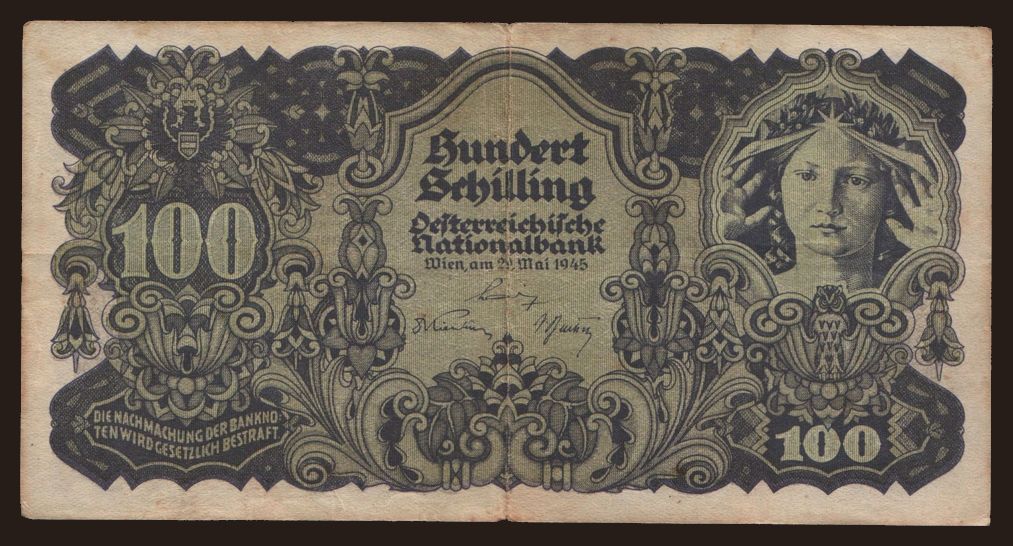 Hundert
Schilling
100
Oesterreichische
Nationalbank
Wien, am 29. Mai 1945
DIE NACHMACHUNG DER BANKNO-
TEN WIRD GESETZLICH BESTRAFT
100